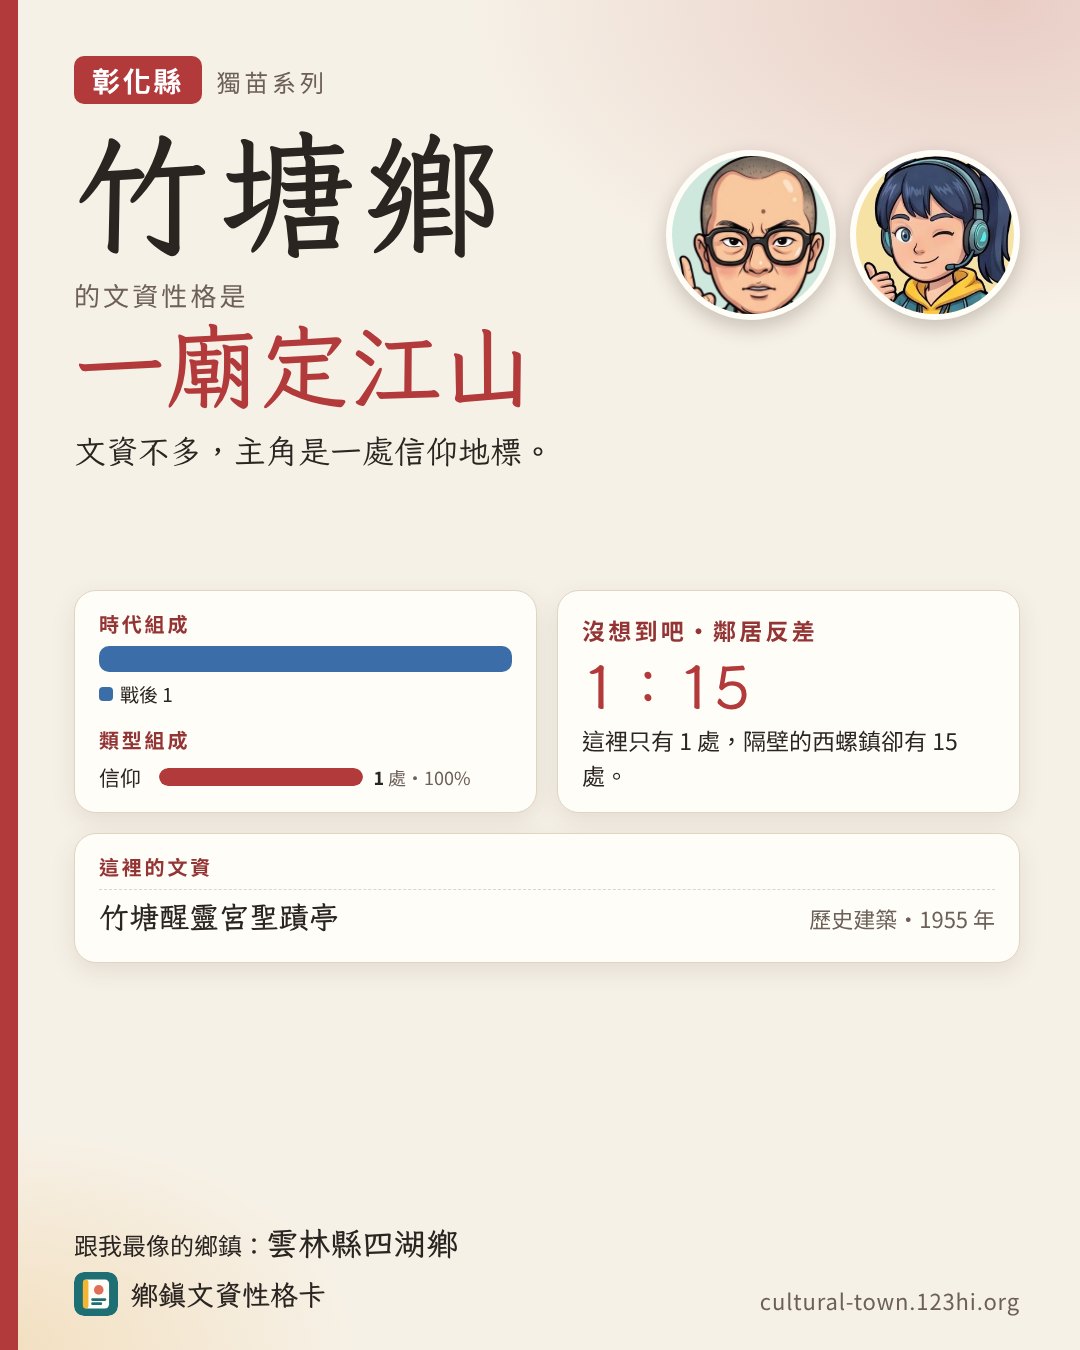 彰化縣 獨苗系列
竹塘鄉
的文資性格是
一廟定江山
文資不多，主角是一處信仰地標。
時代組成
戰後 1
類型組成
信仰 1 處・100%
沒想到吧・鄰居反差
1：15
這裡只有 1 處，隔壁的西螺鎮卻有 15
處。
這裡的文資
竹塘醒靈宮聖蹟亭 歷史建築・1955 年
跟我最像的鄉鎮：雲林縣四湖鄉
鄉鎮文資性格卡
cultural-town.123hi.org